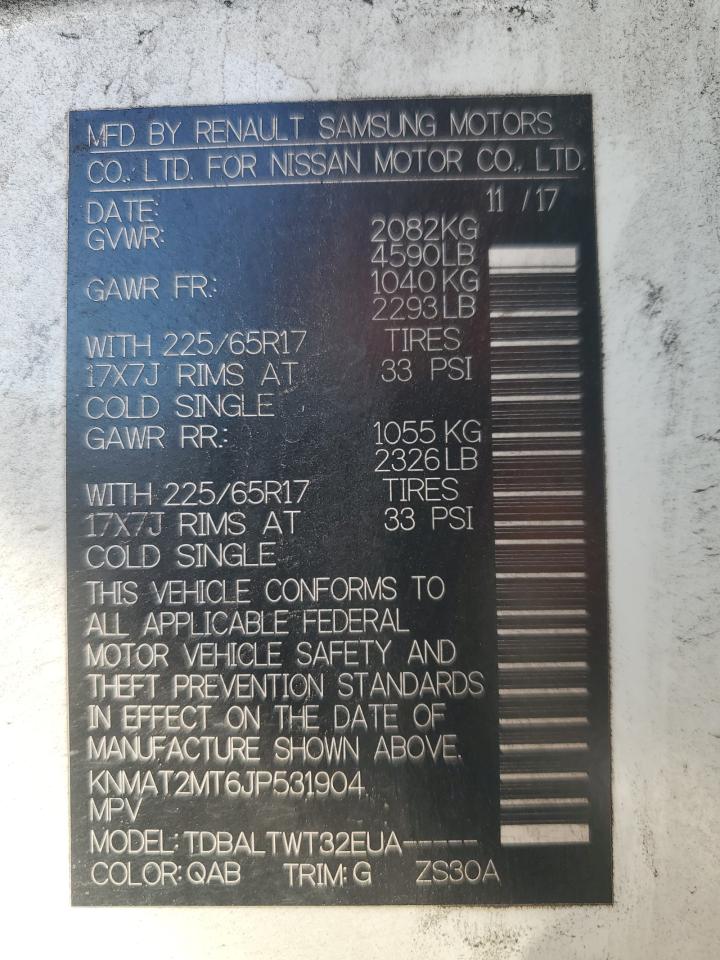 MFD BY RENAULT SAMSUNG MOTORS
CO., LTD. FOR NISSAN MOTOR CO., LTD.
DATE: 11 /17
GVWR: 2082KG
4590LB
GAWR FR.: 1040KG
2293LB
WITH 225/65R17 TIRES
17X7J RIMS AT 33 PSI
COLD SINGLE
GAWR RR.: 1055KG
2326LB
WITH 225/65R17 TIRES
17X7J RIMS AT 33 PSI
COLD SINGLE
THIS VEHICLE CONFORMS TO
ALL APPLICABLE FEDERAL
MOTOR VEHICLE SAFETY AND
THEFT PREVENTION STANDARDS
IN EFFECT ON THE DATE OF
MANUFACTURE SHOWN ABOVE.
KNMAT2MT6JP531904
MPV
MODEL: TDBALTWT32EUA-----
COLOR: QAB TRIM: G ZS30A